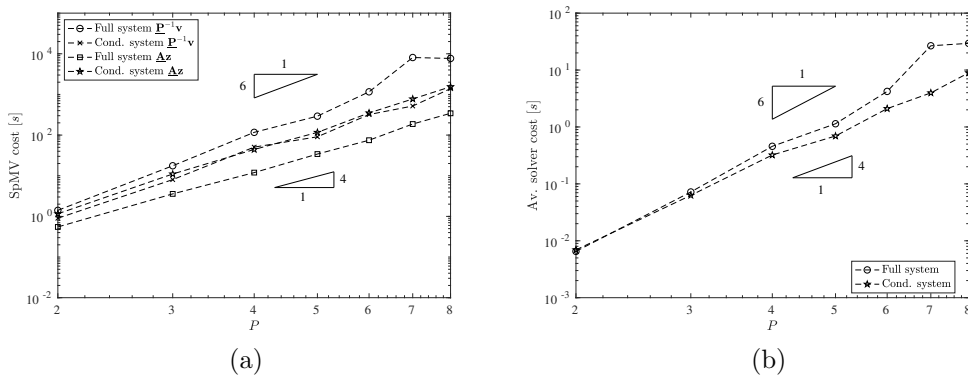 SpMV cost [s]
10^4
10^2
10^0
10^-2
Full system P^-1v
Cond. system P^-1v
Full system Az
Cond. system Az
1
6
4
1
2
3
4
5
6
7
8
P
(a)
Av. solver cost [s]
10^2
10^1
10^0
10^-1
10^-2
10^-3
1
6
4
1
Full system
Cond. system
2
3
4
5
6
7
8
P
(b)